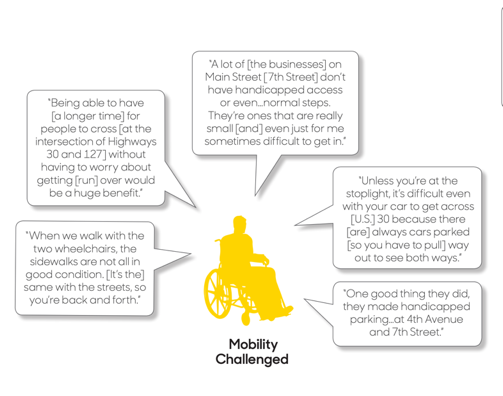 "A lot of [the businesses] on
Main Street [7th Street] don't
have handicapped access
or even...normal steps.
They're ones that are really
small [and] even just for me
sometimes difficult to get in."
"Being able to have
[a longer time] for
people to cross [at the
intersection of Highways
30 and 127] without
having to worry about
getting [run] over would
be a huge benefit."
"Unless you're at the
stoplight, it's difficult even
with your car to get across
[U.S.] 30 because there
[are] always cars parked
[so you have to pull] way
out to see both ways."
"When we walk with the
two wheelchairs, the
sidewalks are not all in
good condition. [It's the]
same with the streets, so
you're back and forth."
"One good thing they did,
they made handicapped
parking...at 4th Avenue
and 7th Street."
Mobility
Challenged